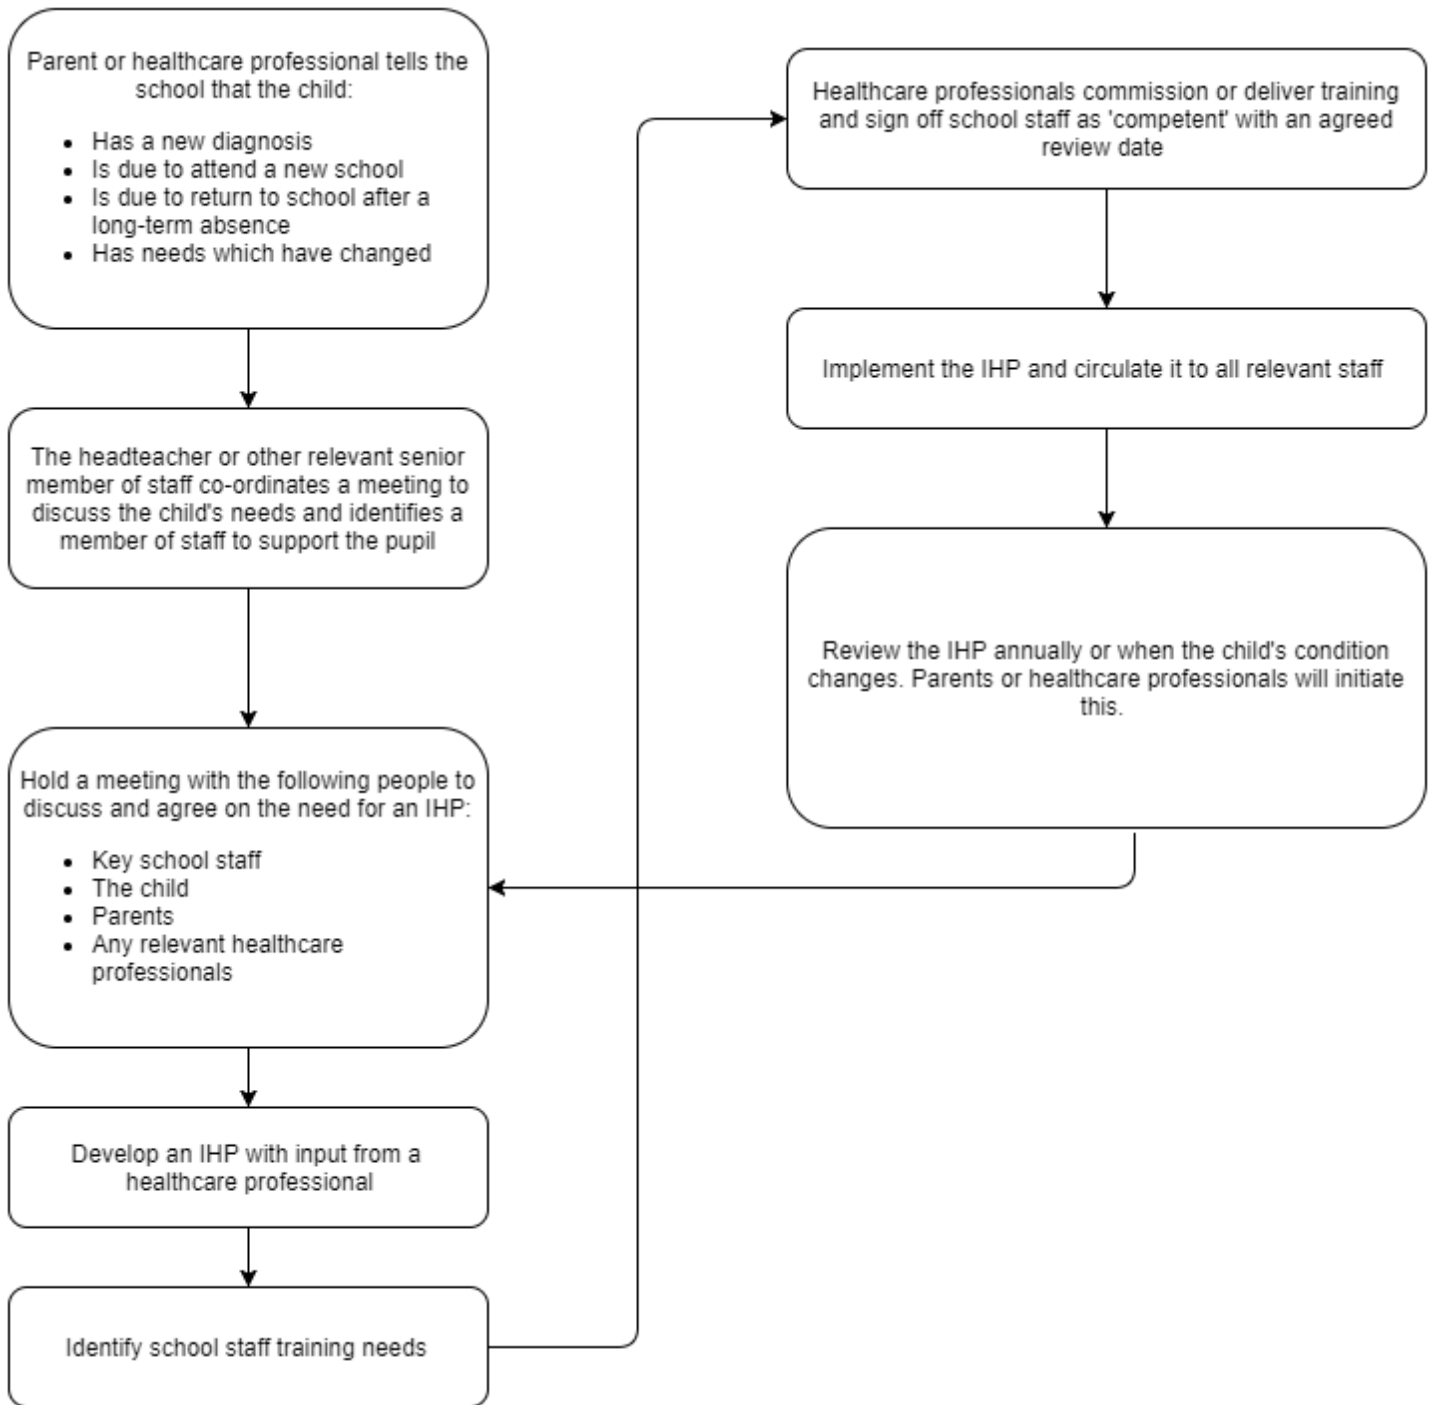 Parent or healthcare professional tells the
school that the child:
• Has a new diagnosis
• Is due to attend a new school
• Is due to return to school after a
long-term absence
• Has needs which have changed
The headteacher or other relevant senior
member of staff co-ordinates a meeting to
discuss the child's needs and identifies a
member of staff to support the pupil
Hold a meeting with the following people to
discuss and agree on the need for an IHP:
• Key school staff
• The child
• Parents
• Any relevant healthcare
professionals
Develop an IHP with input from a
healthcare professional
Identify school staff training needs
Healthcare professionals commission or deliver training
and sign off school staff as 'competent' with an agreed
review date
Implement the IHP and circulate it to all relevant staff
Review the IHP annually or when the child's condition
changes. Parents or healthcare professionals will initiate
this.